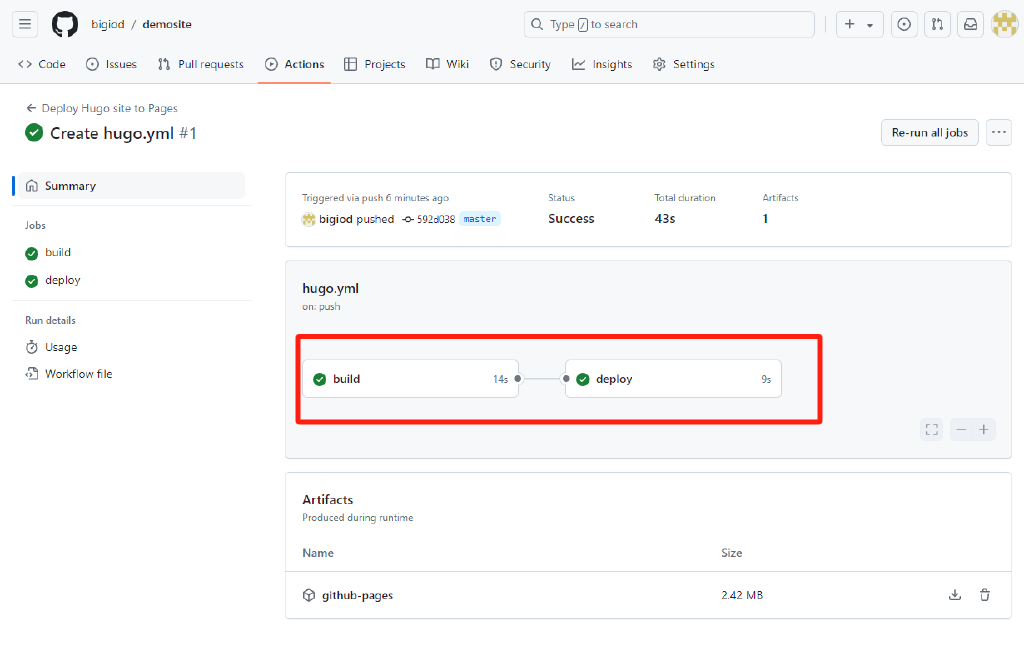 bigiod / demosite
Type / to search
Code Issues Pull requests Actions Projects Wiki Security Insights Settings
Deploy Hugo site to Pages
Create hugo.yml #1
Re-run all jobs
Summary
Jobs
build
deploy
Run details
Usage
Workflow file
Triggered via push 6 minutes ago
bigiod pushed 592d038 master
Status
Success
Total duration
43s
Artifacts
1
hugo.yml
on: push
build 14s
deploy 9s
Artifacts
Produced during runtime
Name Size
github-pages 2.42 MB